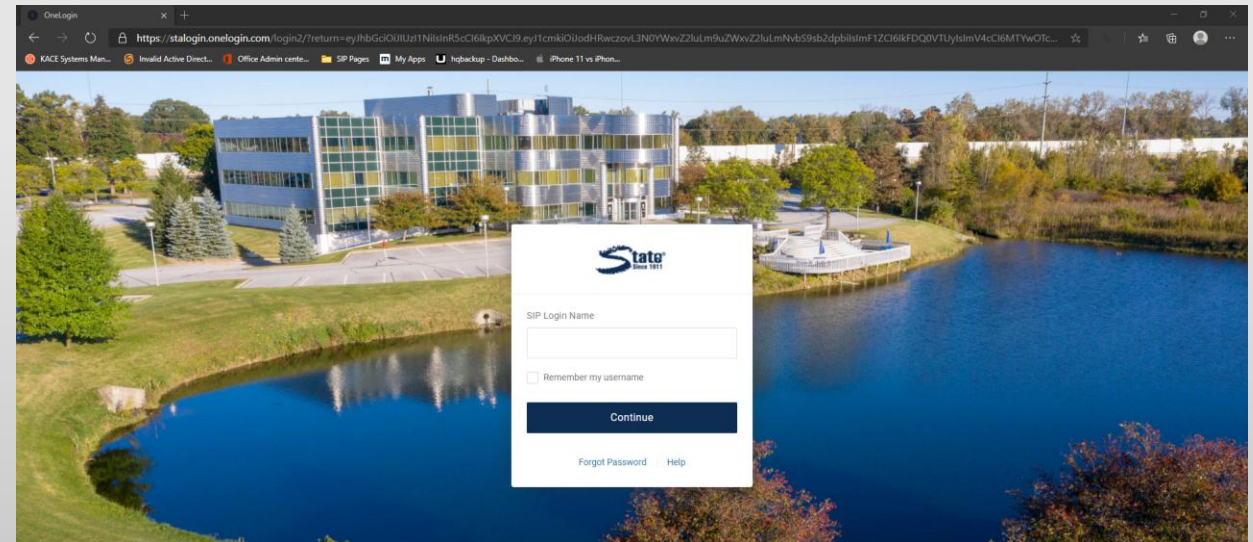 OneLogin
https://stalogin.onelogin.com/login2/?return=eyJhbGciOiJIUzI1NiIsInR5cCI6IkpXVCJ9.eyJ1cmkiOiJodHRwczovL3N0YWxvZ2luLm9uZWxvZ2luLmNvbS9sb2dpbiIsImF1ZCI6IkFDQ0VTUyIsImV4cCI6MTYwOTc...
KACE Systems Man... Invalid Active Direct... Office Admin cente... SIP Pages My Apps hqbackup - Dashbo... iPhone 11 vs iPhon...
State
Since 1911
SIP Login Name
Remember my username
Continue
Forgot Password Help